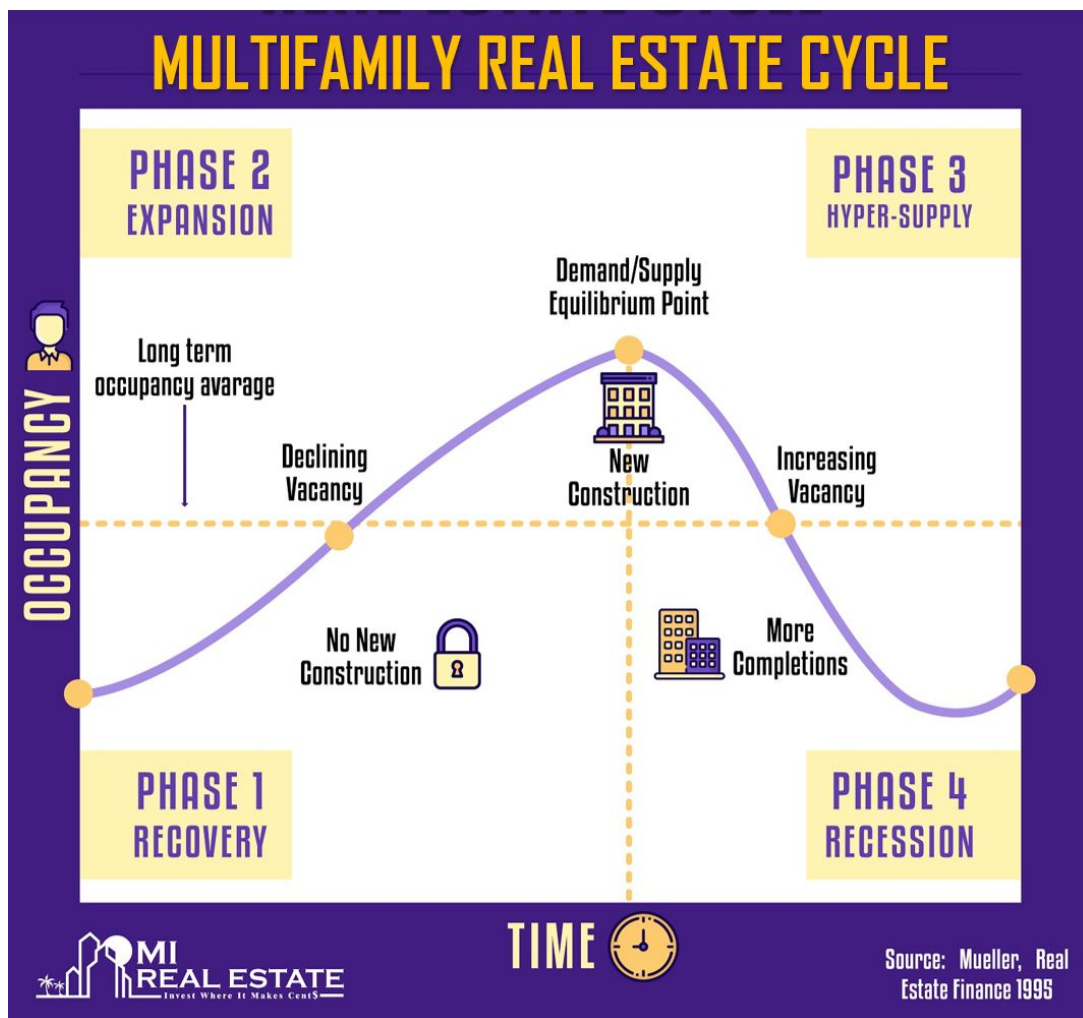 MULTIFAMILY REAL ESTATE CYCLE
PHASE 2
EXPANSION
PHASE 3
HYPER-SUPPLY
Demand/Supply
Equilibrium Point
Long term
occupancy avarage
Declining
Vacancy
New
Construction
Increasing
Vacancy
OCCUPANCY
No New
Construction
More
Completions
PHASE 1
RECOVERY
PHASE 4
RECESSION
TIME
MI
REAL ESTATE
Invest Where It Makes Cent$
Source: Mueller, Real
Estate Finance 1995